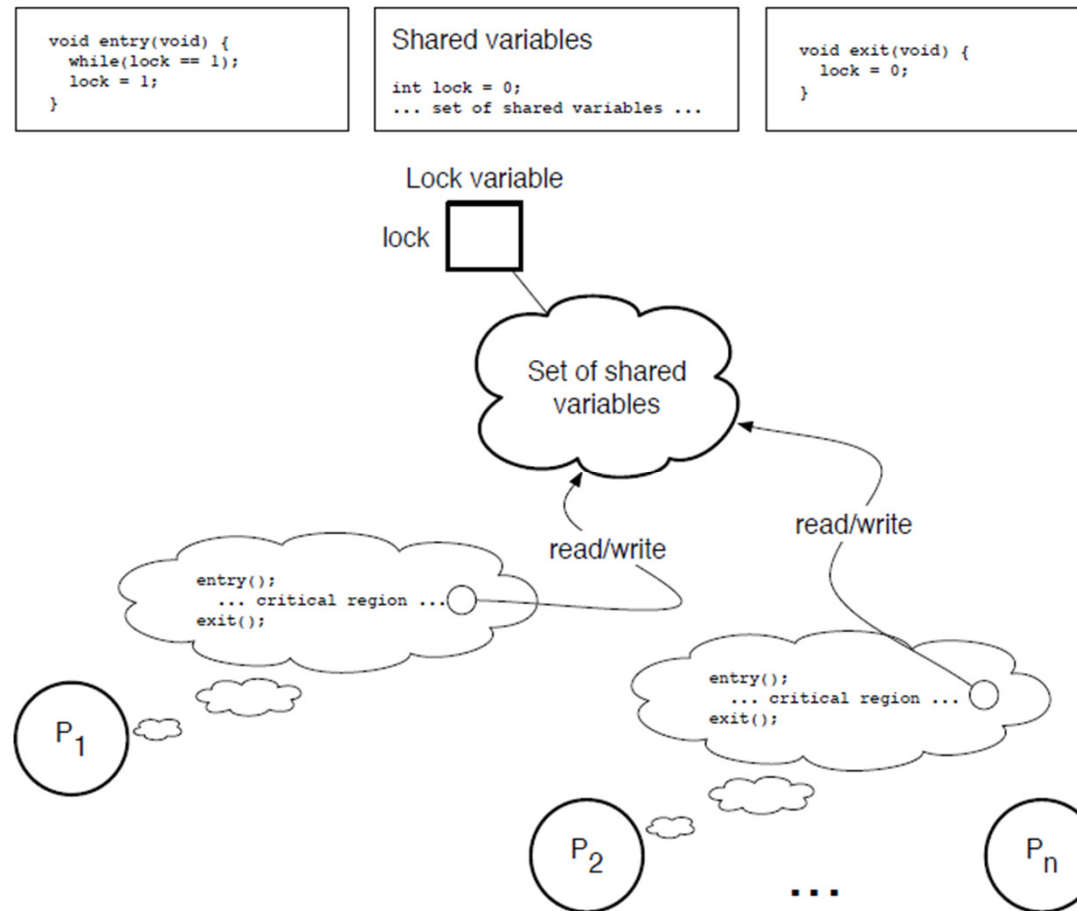 void entry(void) {
while(lock == 1);
lock = 1;
}
Shared variables
int lock = 0;
... set of shared variables ...
void exit(void) {
lock = 0;
}
Lock variable
lock
Set of shared
variables
read/write
read/write
entry();
... critical region ...
exit();
entry();
... critical region ...
exit();
P1
P2
...
Pn